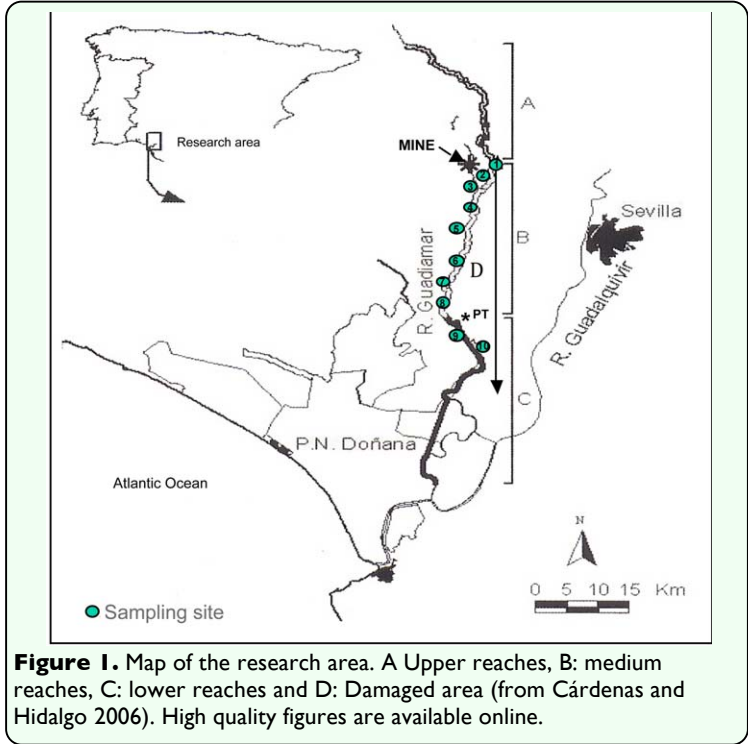 A
Research area
MINE
1
2
3
4
5
6
7
8
9
10
Sevilla
B
D
R. Guadiamar
R. Guadalquivír
* PT
C
P.N. Doñana
Atlantic Ocean
N
0 5 10 15 Km
Sampling site
Figure 1. Map of the research area. A Upper reaches, B: medium
reaches, C: lower reaches and D: Damaged area (from Cárdenas and
Hidalgo 2006). High quality figures are available online.